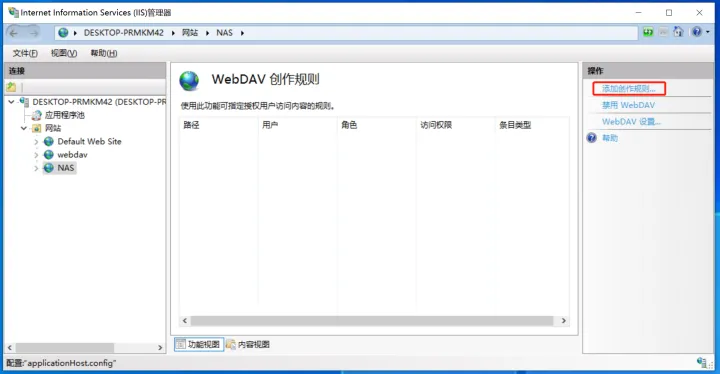 Internet Information Services (IIS)管理器
DESKTOP-PRMKM42 网站 NAS
文件(F) 视图(V) 帮助(H)
连接
DESKTOP-PRMKM42 (DESKTOP-PR
应用程序池
网站
Default Web Site
webdav
NAS
WebDAV 创作规则
使用此功能可指定授权用户访问内容的规则。
路径 用户 角色 访问权限 条目类型
功能视图 内容视图
操作
添加创作规则...
禁用 WebDAV
WebDAV 设置...
帮助
配置:"applicationHost.config"